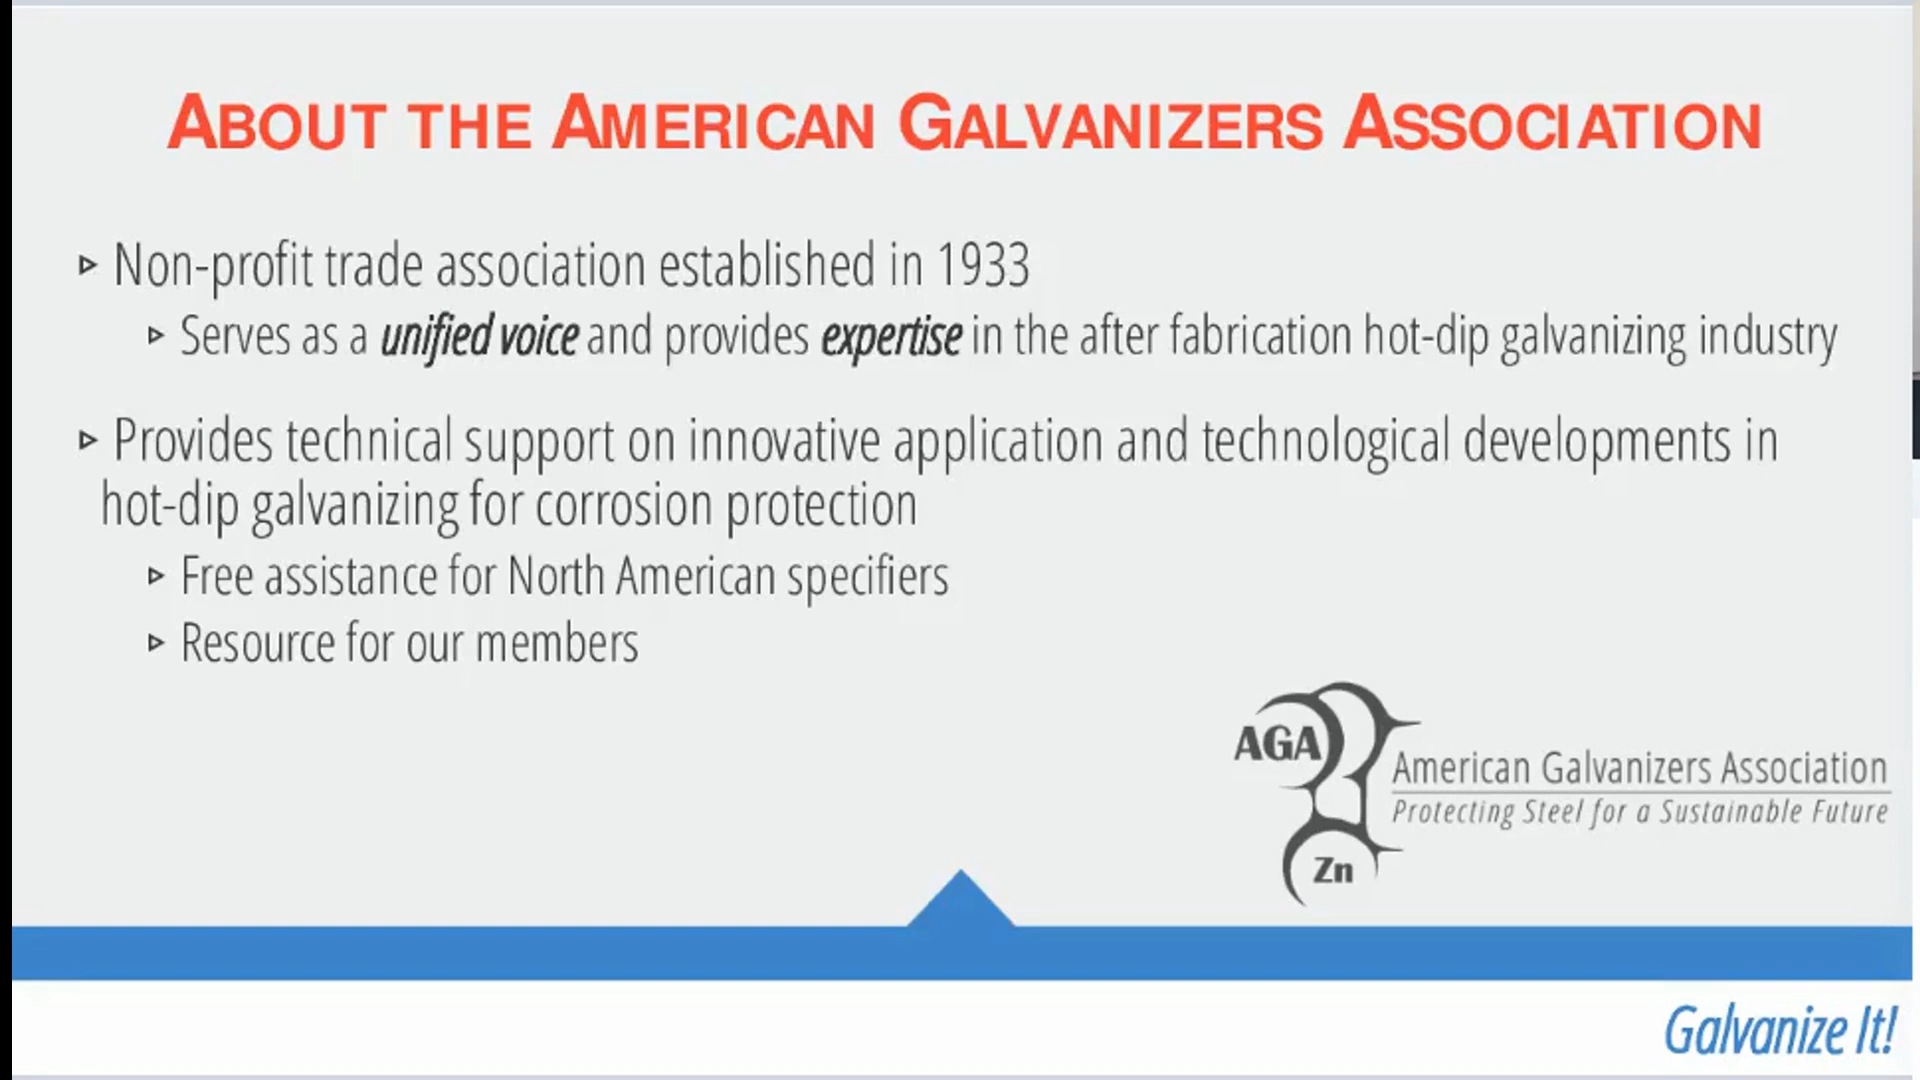 ABOUT THE AMERICAN GALVANIZERS ASSOCIATION
Non-profit trade association established in 1933
Serves as a unified voice and provides expertise in the after fabrication hot-dip galvanizing industry
Provides technical support on innovative application and technological developments in
hot-dip galvanizing for corrosion protection
Free assistance for North American specifiers
Resource for our members
AGA
American Galvanizers Association
Protecting Steel for a Sustainable Future
Zn
Galvanize It!